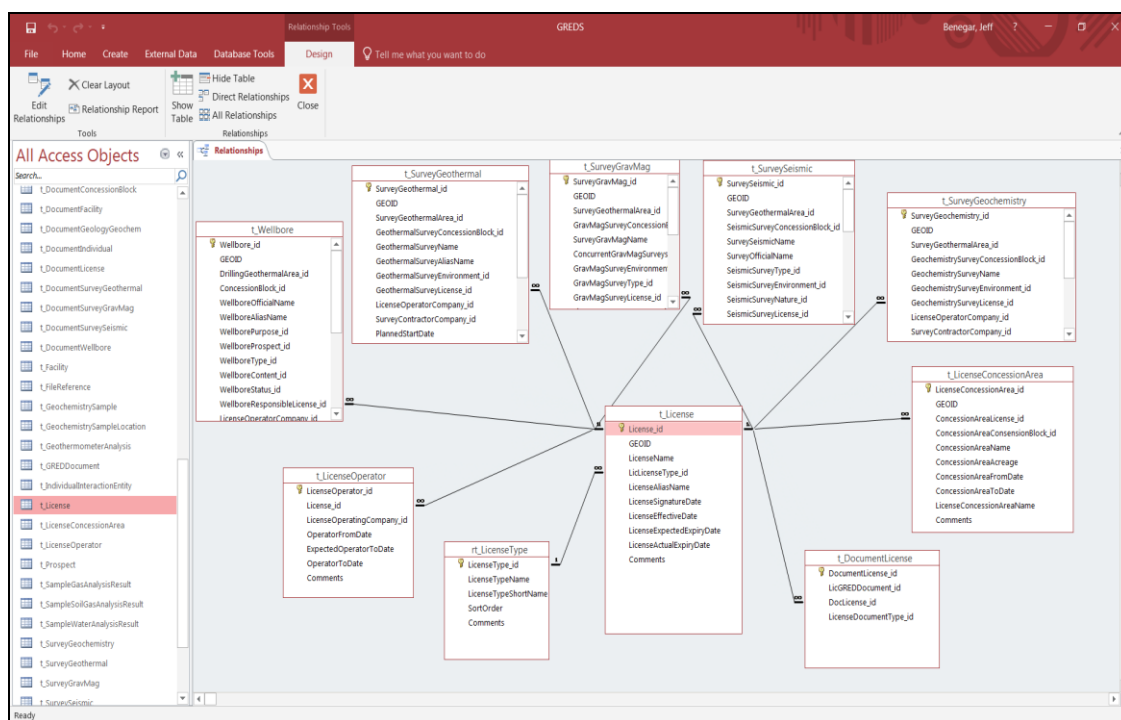 Relationship Tools
GREDS
Benegar, Jeff
?
File
Home
Create
External Data
Database Tools
Design
Tell me what you want to do
Edit Relationships
Clear Layout
Relationship Report
Tools
Show Table
Hide Table
Direct Relationships
All Relationships
Relationships
Close
All Access Objects
Search...
t_DocumentConcessionBlock
t_DocumentFacility
t_DocumentGeologyGeochem
t_DocumentIndividual
t_DocumentLicense
t_DocumentSurveyGeothermal
t_DocumentSurveyGravMag
t_DocumentSurveySeismic
t_DocumentWellbore
t_Facility
t_FileReference
t_GeochemistrySample
t_GeochemistrySampleLocation
t_GeothermometerAnalysis
t_GREDDocument
t_IndividualInteractionEntity
t_License
t_LicenseConcessionArea
t_LicenseOperator
t_Prospect
t_SampleGasAnalysisResult
t_SampleSoilGasAnalysisResult
t_SampleWaterAnalysisResult
t_SurveyGeochemistry
t_SurveyGeothermal
t_SurveyGravMag
t_SurveySeismic
Ready
Relationships
t_Wellbore
Wellbore_id
GEOID
DrillingGeothermalArea_id
ConcessionBlock_id
WellboreOfficialName
WellboreAliasName
WellborePurpose_id
WellboreProspect_id
WellboreType_id
WellboreContent_id
WellboreStatus_id
WellboreResponsibleLicense_id
LicenseOperatorCompany_id
t_SurveyGeothermal
SurveyGeothermal_id
GEOID
SurveyGeothermalArea_id
GeothermalSurveyConcessionBlock_id
GeothermalSurveyName
GeothermalSurveyAliasName
GeothermalSurveyEnvironment_id
GeothermalSurveyLicense_id
LicenseOperatorCompany_id
SurveyContractorCompany_id
PlannedStartDate
t_SurveyGravMag
SurveyGravMag_id
GEOID
SurveyGeothermalArea_id
GravMagSurveyConcessionB
SurveyGravMagName
ConcurrentGravMagSurveys
GravMagSurveyEnvironment
GravMagSurveyType_id
GravMagSurveyLicense_id
t_SurveySeismic
SurveySeismic_id
GEOID
SurveyGeothermalArea_id
SeismicSurveyConcessionBlock_id
SurveySeismicName
SurveyOfficialName
SeismicSurveyType_id
SeismicSurveyEnvironment_id
SeismicSurveyNature_id
SeismicSurveyLicense_id
t_SurveyGeochemistry
SurveyGeochemistry_id
GEOID
SurveyGeothermalArea_id
GeochemistrySurveyConcessionBlock_id
GeochemistrySurveyName
GeochemistrySurveyEnvironment_id
GeochemistrySurveyLicense_id
LicenseOperatorCompany_id
SurveyContractorCompany_id
t_LicenseConcessionArea
LicenseConcessionArea_id
GEOID
ConcessionAreaLicense_id
ConcessionAreaConsensionBlock_id
ConcessionAreaName
ConcessionAreaAcreage
ConcessionAreaFromDate
ConcessionAreaToDate
LicenseConcessionAreaName
Comments
t_License
License_id
GEOID
LicenseName
LicLicenseType_id
LicenseAliasName
LicenseSignatureDate
LicenseEffectiveDate
LicenseExpectedExpiryDate
LicenseActualExpiryDate
Comments
t_LicenseOperator
LicenseOperator_id
License_id
LicenseOperatingCompany_id
OperatorFromDate
ExpectedOperatorToDate
OperatorToDate
Comments
rt_LicenseType
LicenseType_id
LicenseTypeName
LicenseTypeShortName
SortOrder
Comments
t_DocumentLicense
DocumentLicense_id
LicGREDDocument_id
DocLicense_id
LicenseDocumentType_id